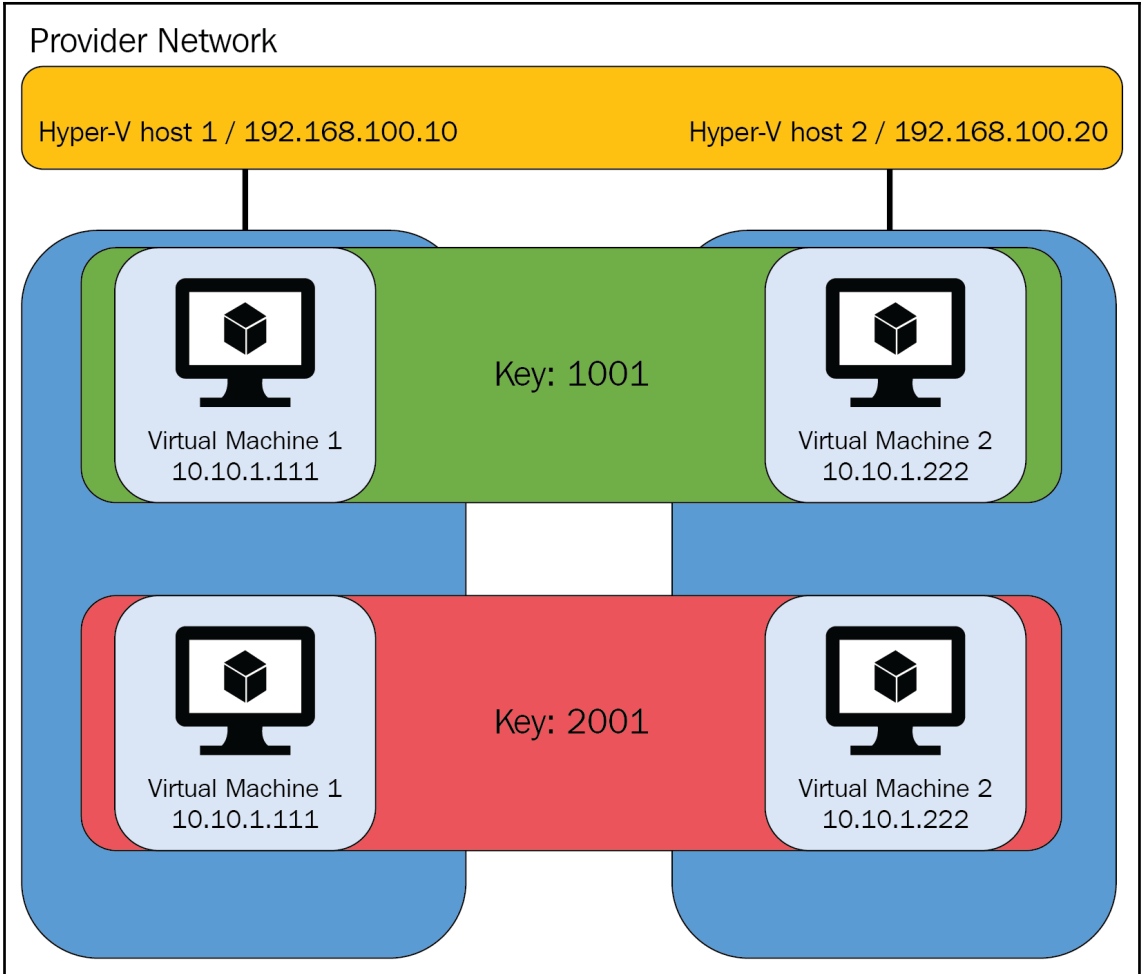 Provider Network
Hyper-V host 1 / 192.168.100.10
Hyper-V host 2 / 192.168.100.20
Key: 1001
Virtual Machine 1
10.10.1.111
Virtual Machine 2
10.10.1.222
Key: 2001
Virtual Machine 1
10.10.1.111
Virtual Machine 2
10.10.1.222